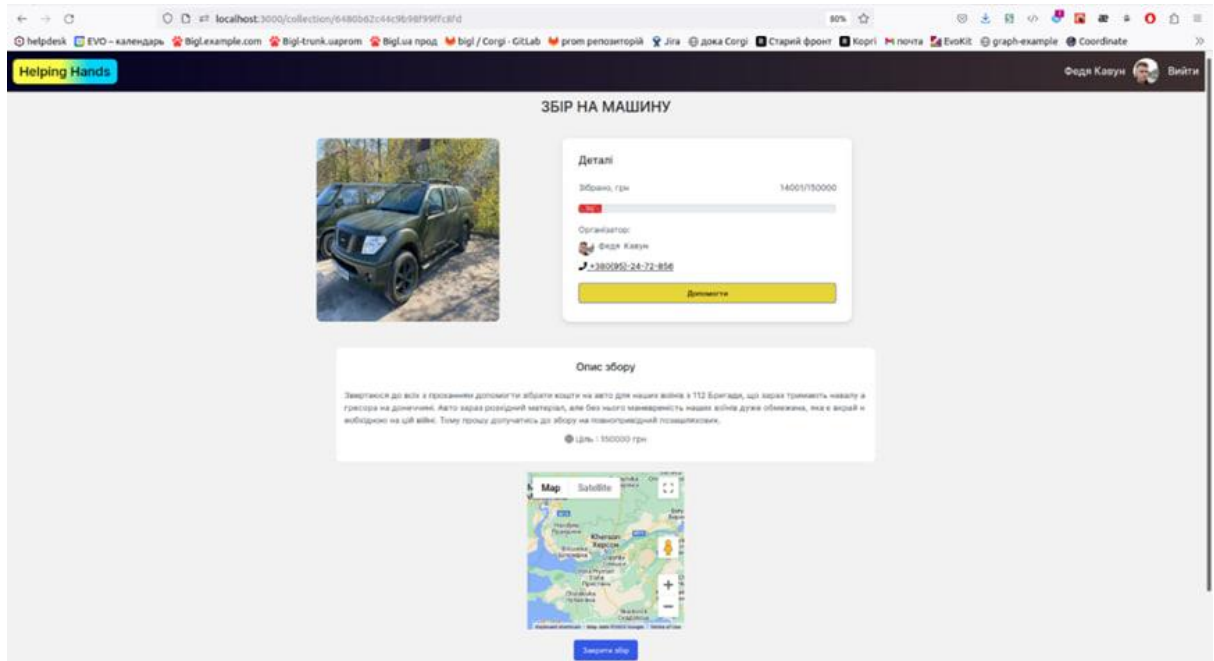 localhost:3000/collection/6480b62c44c9b98f99ffc8fd
80%
helpdesk EVO – календарь Bigl.example.com Bigl-trunk.uaprom Bigl.ua прод bigl / Corgi · GitLab prom репозиторій Jira дока Corgi Старий фронт Корgi М почта EvoKit graph-example Coordinate
Helping Hands
Федя Кавун Вийти
ЗБІР НА МАШИНУ
Деталі
Зібрано, грн 14001/150000
Організатор:
Федя Кавун
+380(95)-24-72-856
Допомогти
Опис збору
Звертаюся до всіх з проханням допомогти зібрати кошти на авто для наших воїнів з 112 Бригади, що зараз тримають навалу а
гресора на донеччині. Авто зараз розхідний матеріал, але без нього маневреність наших воїнів дуже обмежина, яка є вкрай н
еобхідною на цій війні. Тому прошу долучатись до збору на повнопривідний позашляховик.
Ціль : 150000 грн
Map Satellite
Kherson
Херсон
Закрити збір